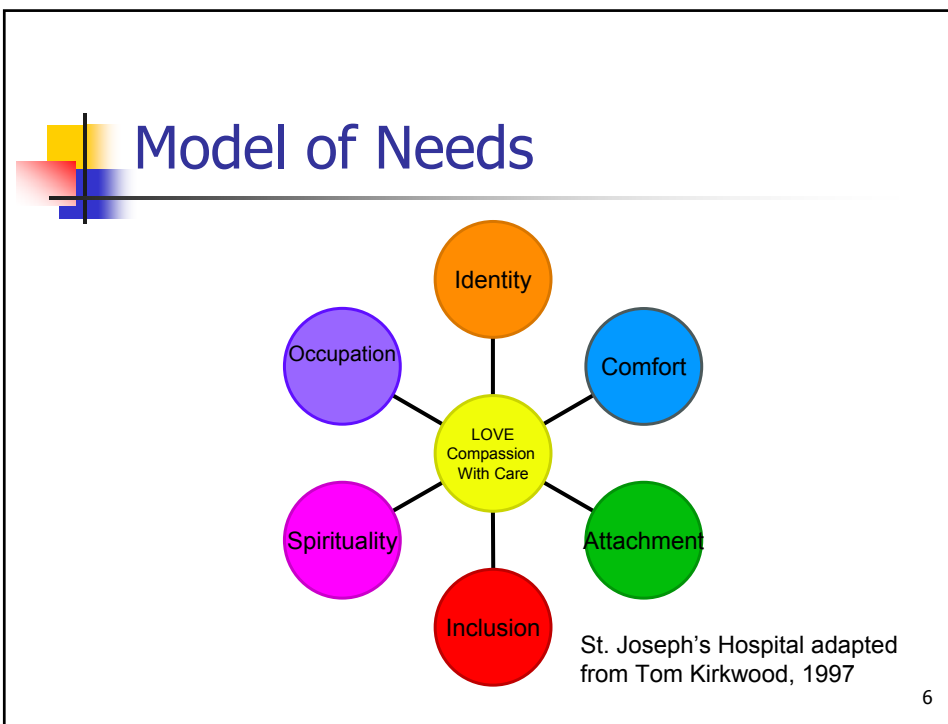 Model of Needs
Identity
Occupation
Comfort
LOVE
Compassion
With Care
Spirituality
Attachment
Inclusion
St. Joseph's Hospital adapted
from Tom Kirkwood, 1997
6